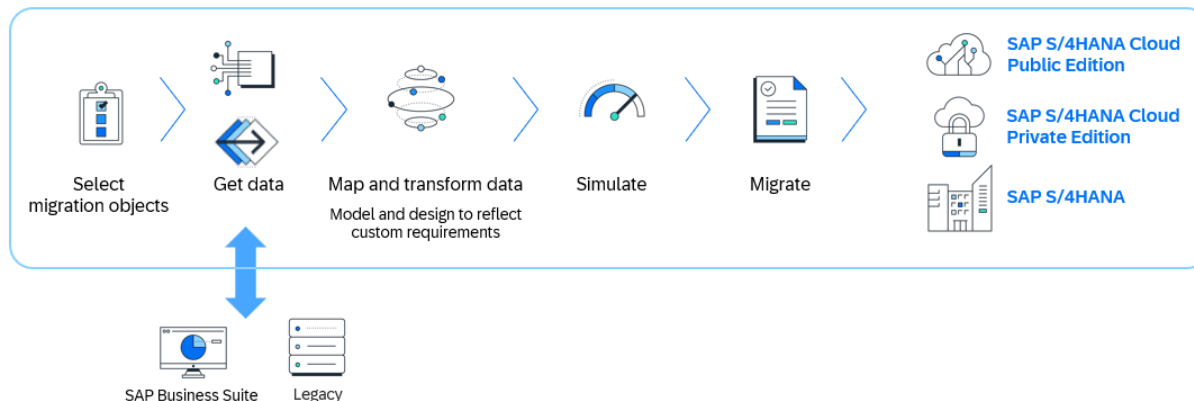 Select
migration objects
Get data
Map and transform data
Model and design to reflect
custom requirements
Simulate
Migrate
SAP S/4HANA Cloud
Public Edition
SAP S/4HANA Cloud
Private Edition
SAP S/4HANA
SAP Business Suite
Legacy